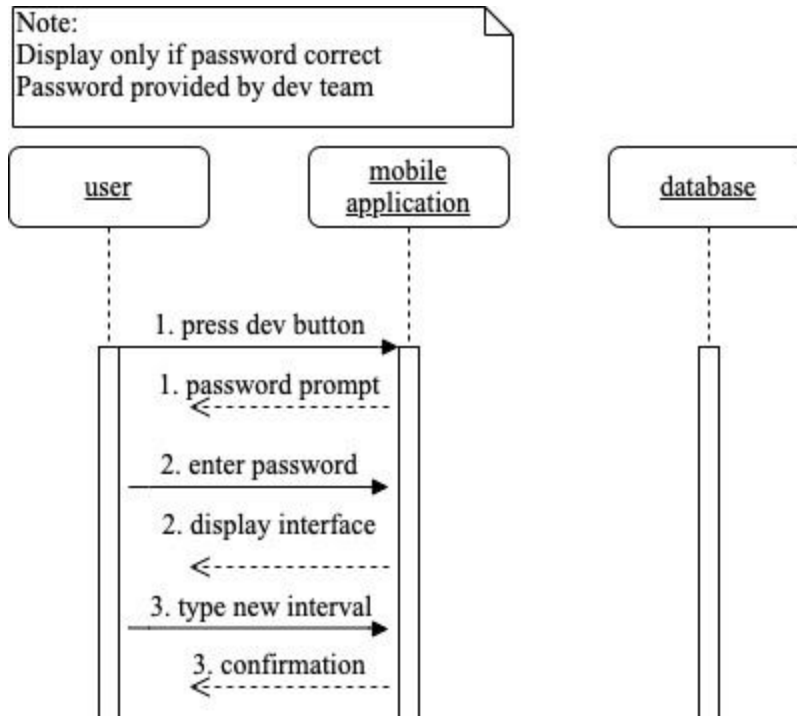 Note:
Display only if password correct
Password provided by dev team
user
mobile
application
database
1. press dev button
1. password prompt
2. enter password
2. display interface
3. type new interval
3. confirmation